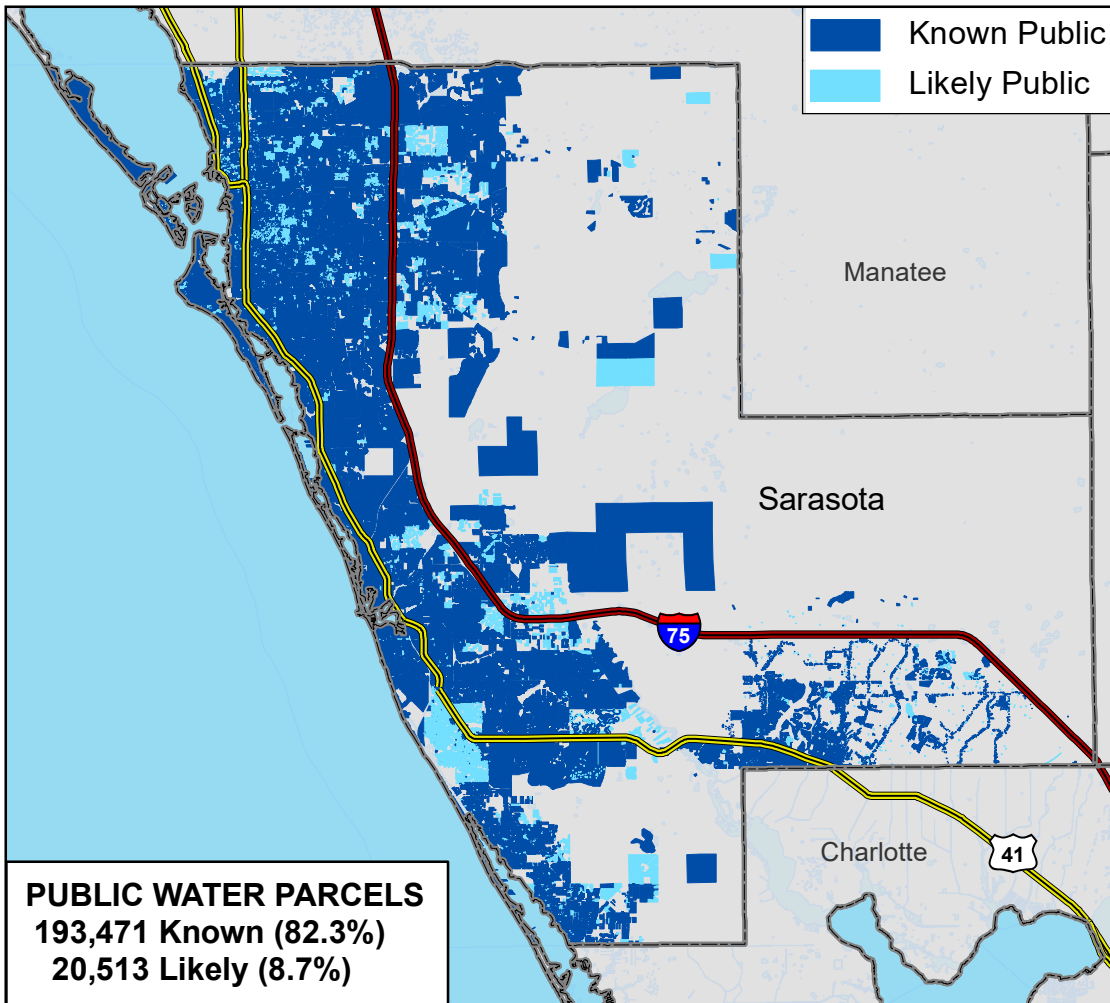 Known Public
Likely Public
Manatee
Sarasota
75
Charlotte
41
PUBLIC WATER PARCELS
193,471 Known (82.3%)
20,513 Likely (8.7%)